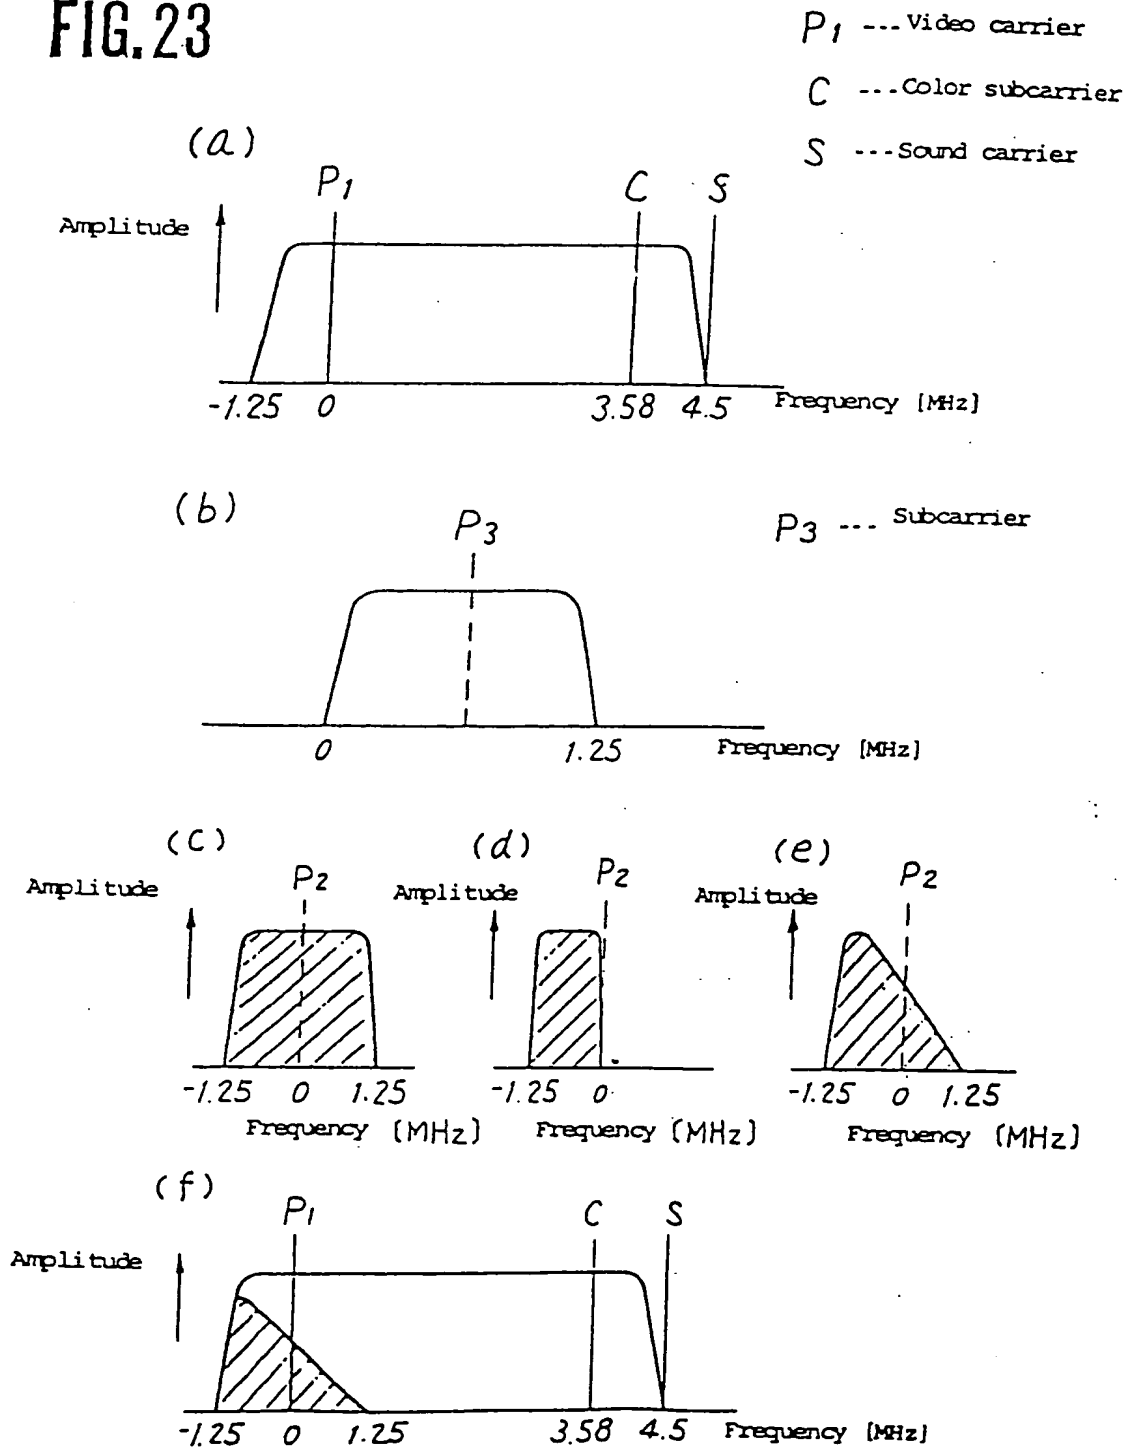 FIG. 23
P1 --- Video carrier
C --- Color subcarrier
S --- Sound carrier
(a)
P1 C S
Amplitude
-1.25 0 3.58 4.5 Frequency [MHz]
(b)
P3
P3 --- Subcarrier
0 1.25 Frequency [MHz]
(c) (d) (e)
P2 P2 P2
Amplitude Amplitude Amplitude
-1.25 0 1.25 -1.25 0 -1.25 0 1.25
Frequency [MHz] Frequency [MHz] Frequency [MHz]
(f)
P1 C S
Amplitude
-1.25 0 1.25 3.58 4.5 Frequency [MHz]